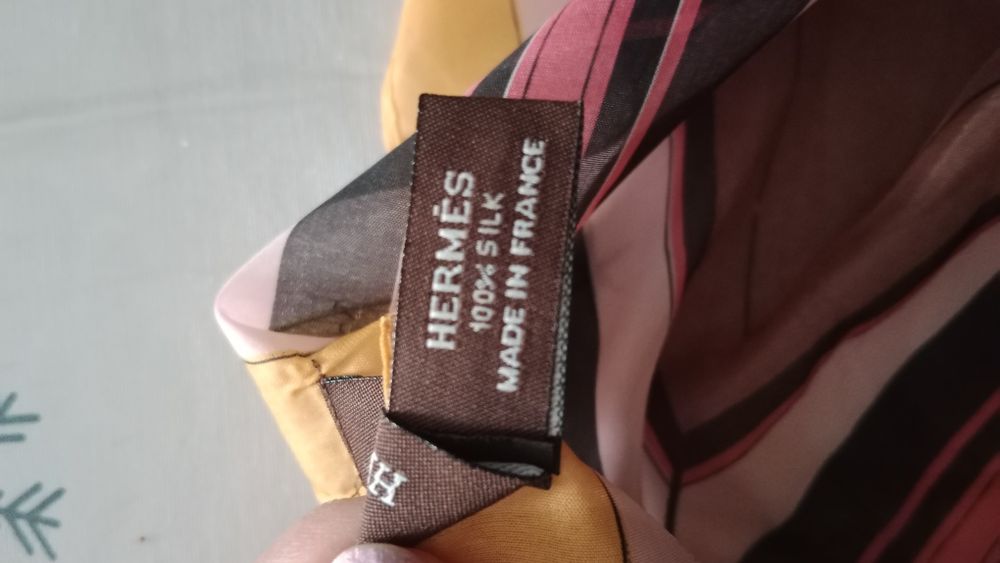 HERMÈS
100% SILK
MADE IN FRANCE
H